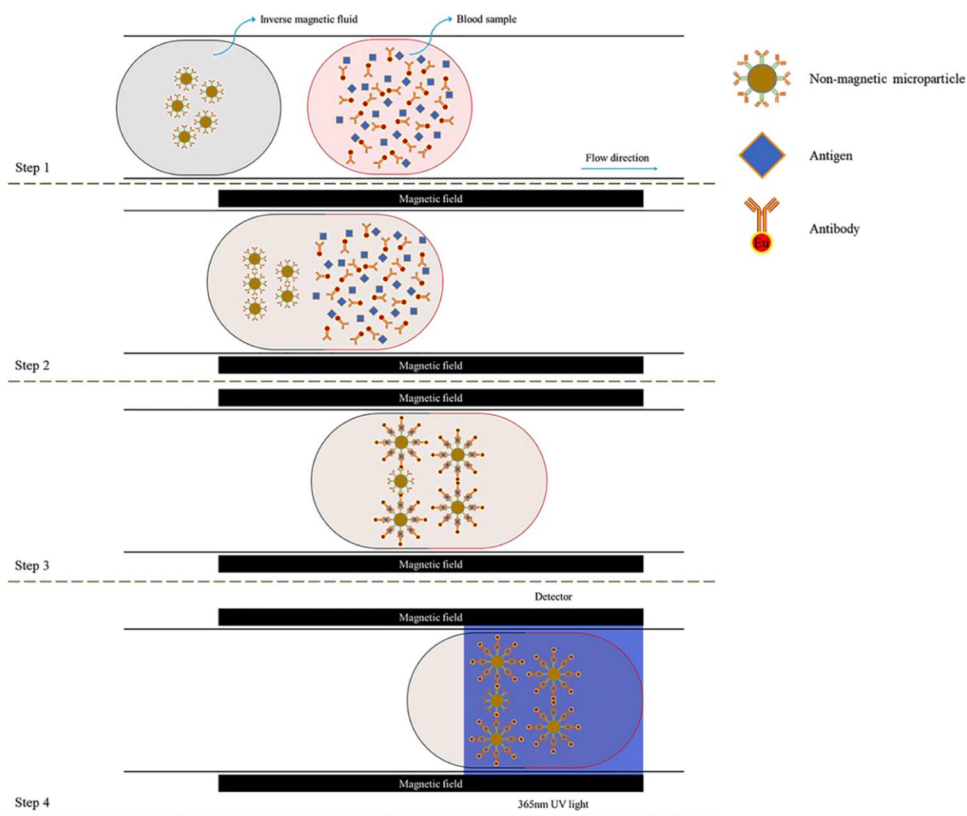 Inverse magnetic fluid
Blood sample
Non-magnetic microparticle
Antigen
Flow direction
Step 1
Magnetic field
Antibody
Eu
Step 2
Magnetic field
Magnetic field
Step 3
Magnetic field
Detector
Magnetic field
Magnetic field
Step 4
365nm UV light